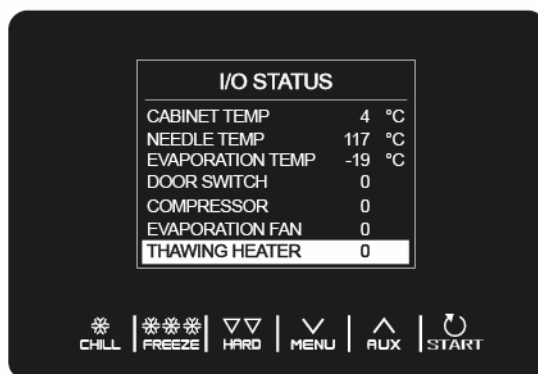 I/O STATUS
CABINET TEMP 4 °C
NEEDLE TEMP 117 °C
EVAPORATION TEMP -19 °C
DOOR SWITCH 0
COMPRESSOR 0
EVAPORATION FAN 0
THAWING HEATER 0
CHILL FREEZE HARD MENU AUX START